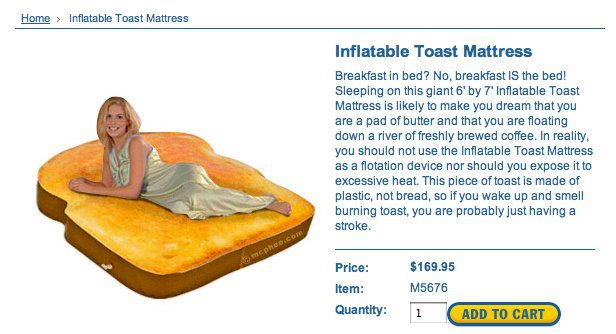 Home › Inflatable Toast Mattress
Inflatable Toast Mattress
Breakfast in bed? No, breakfast IS the bed!
Sleeping on this giant 6' by 7' Inflatable Toast
Mattress is likely to make you dream that you
are a pad of butter and that you are floating
down a river of freshly brewed coffee. In reality,
you should not use the Inflatable Toast Mattress
as a flotation device nor should you expose it to
excessive heat. This piece of toast is made of
plastic, not bread, so if you wake up and smell
burning toast, you are probably just having a
stroke.
© mcphee.com
Price: $169.95
Item: M5676
Quantity: 1 ADD TO CART